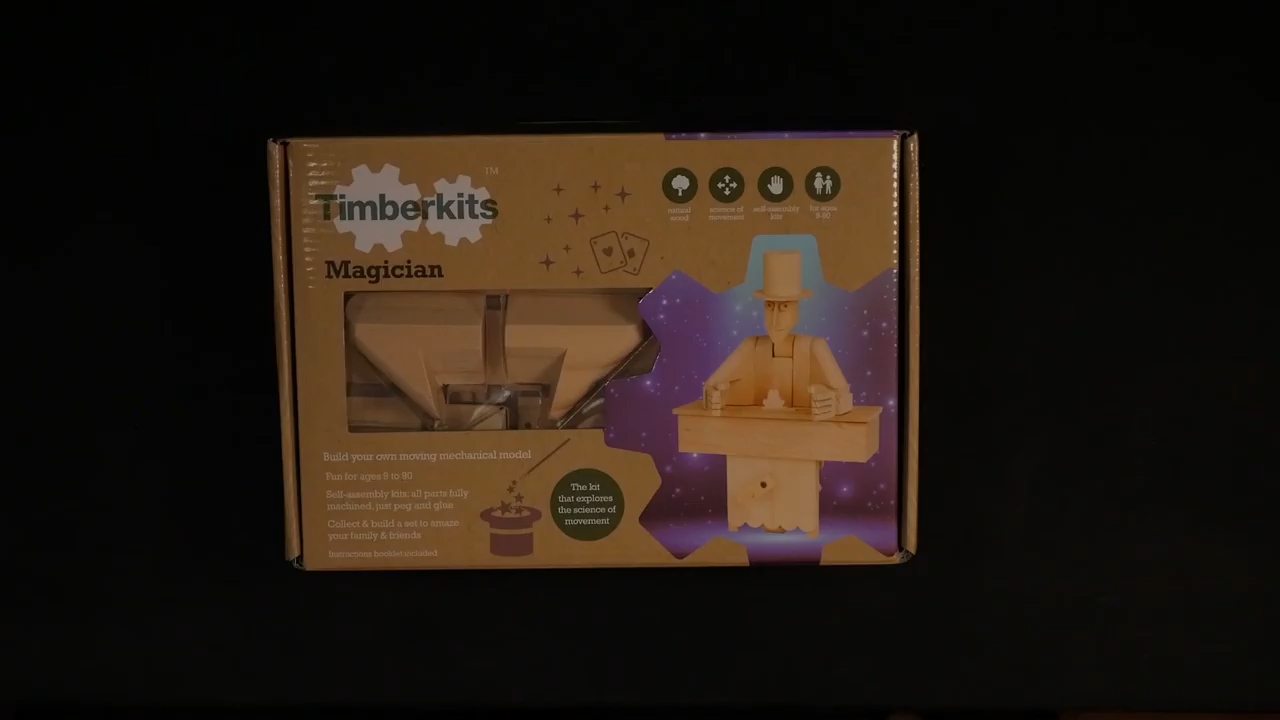 Timberkits™
Magician
natural
wood
science of
movement
self-assembly
kits
for ages
9-90
Build your own moving mechanical model
Fun for ages 9 to 90
Self-assembly kits: all parts fully
machined, just peg and glue
Collect & build a set to amaze
your family & friends
Instructions booklet included
The kit
that explores
the science of
movement